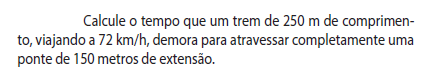 Calcule o tempo que um trem de 250 m de comprimen-
to, viajando a 72 km/h, demora para atravessar completamente uma
ponte de 150 metros de extensão.